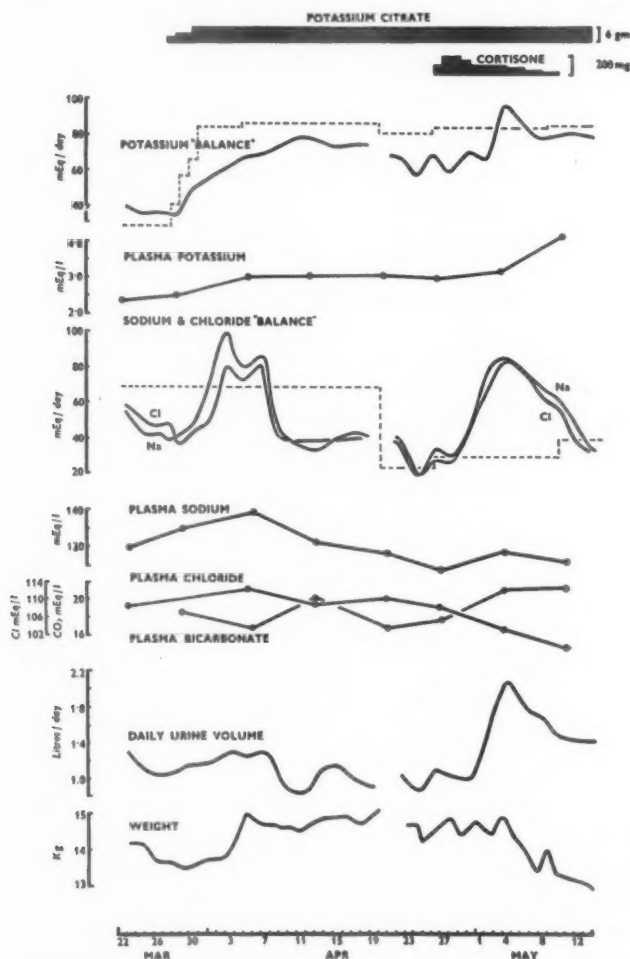 POTASSIUM CITRATE
6 gm
CORTISONE
200 mg
100
80
60
40
mEq / day
POTASSIUM "BALANCE"
4·0
3·0
2·0
mEq/l
PLASMA POTASSIUM
SODIUM & CHLORIDE "BALANCE"
100
80
60
40
20
mEq / day
Cl
Na
Na
Cl
140
130
mEq/l
PLASMA SODIUM
PLASMA CHLORIDE
114
110
106
102
Cl mEq/l
20
16
CO₂ mEq/l
PLASMA BICARBONATE
2·2
1·8
1·4
1·0
Litres / day
DAILY URINE VOLUME
WEIGHT
15
14
13
Kg
22 26 30 3 7 11 15 19 23 27 1 4 8 12
MAR APR MAY